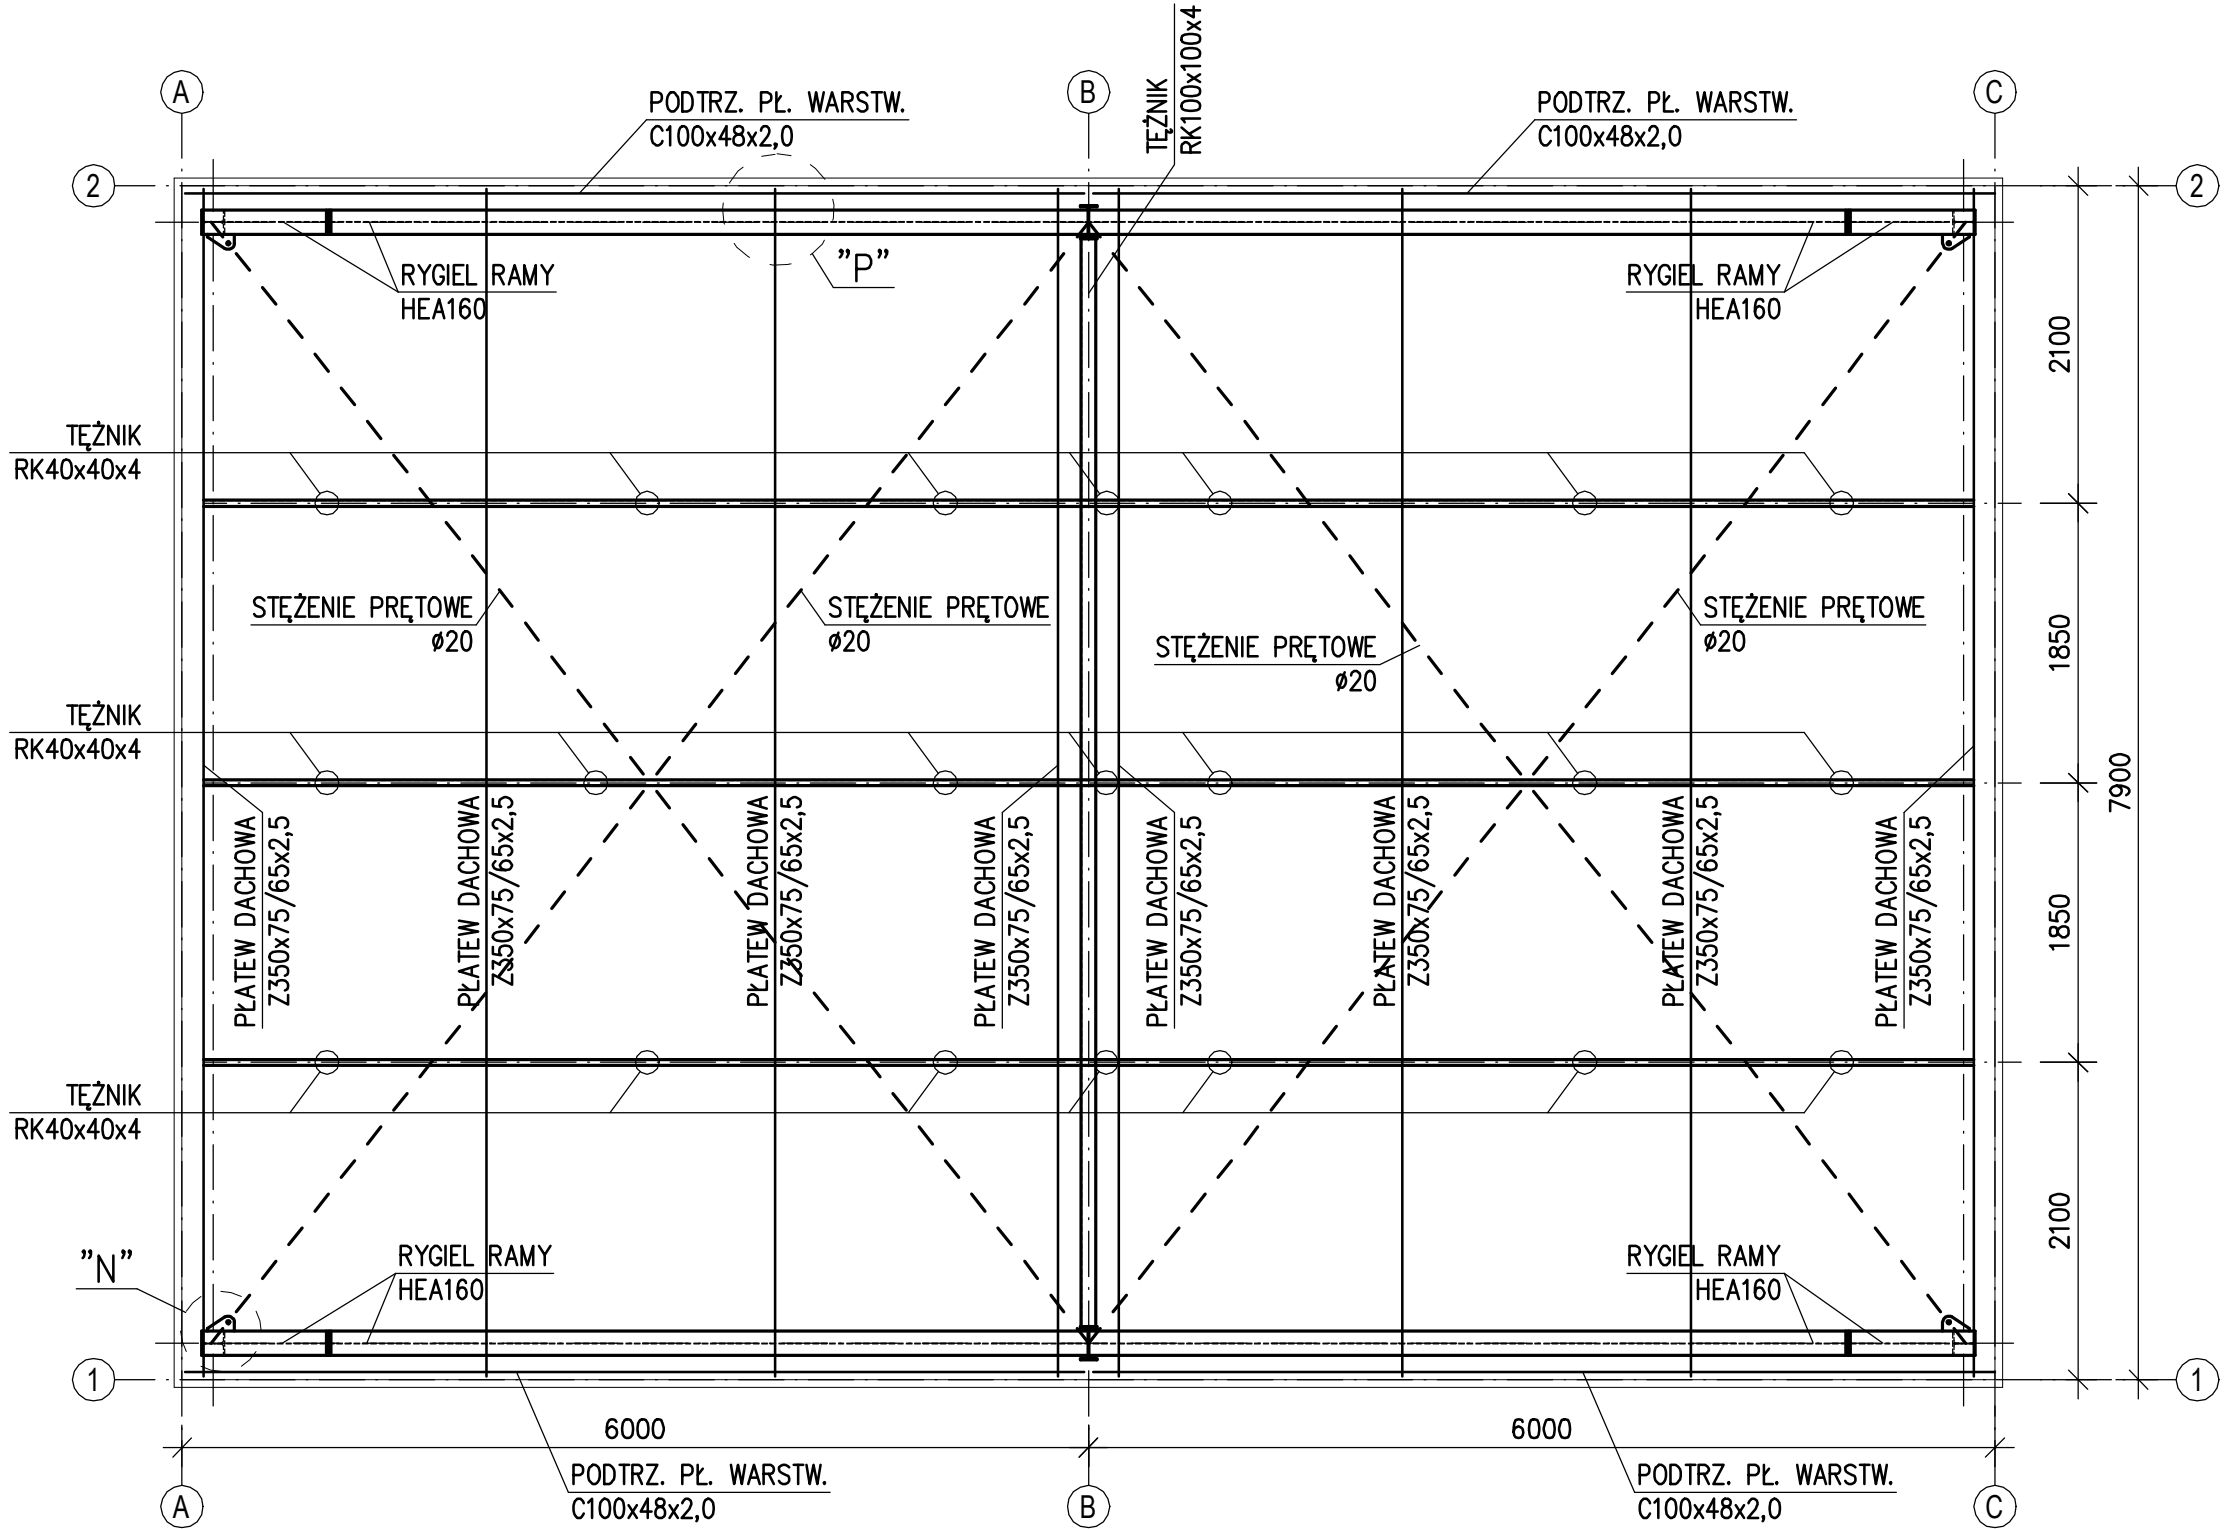 A
B
C
PODTRZ. PŁ. WARSTW.
C100x48x2,0
TĘŻNIK
RK100x100x4
PODTRZ. PŁ. WARSTW.
C100x48x2,0
2
2
RYGIEL RAMY
HEA160
"P"
RYGIEL RAMY
HEA160
2100
TĘŻNIK
RK40x40x4
STĘŻENIE PRĘTOWE
ø20
STĘŻENIE PRĘTOWE
ø20
STĘŻENIE PRĘTOWE
ø20
STĘŻENIE PRĘTOWE
ø20
1850
TĘŻNIK
RK40x40x4
7900
PŁATEW DACHOWA
Z350x75/65x2,5
PŁATEW DACHOWA
Z350x75/65x2,5
PŁATEW DACHOWA
Z350x75/65x2,5
PŁATEW DACHOWA
Z350x75/65x2,5
PŁATEW DACHOWA
Z350x75/65x2,5
PŁATEW DACHOWA
Z350x75/65x2,5
PŁATEW DACHOWA
Z350x75/65x2,5
PŁATEW DACHOWA
Z350x75/65x2,5
1850
TĘŻNIK
RK40x40x4
2100
"N"
RYGIEL RAMY
HEA160
RYGIEL RAMY
HEA160
1
1
6000
6000
PODTRZ. PŁ. WARSTW.
C100x48x2,0
PODTRZ. PŁ. WARSTW.
C100x48x2,0
A
B
C